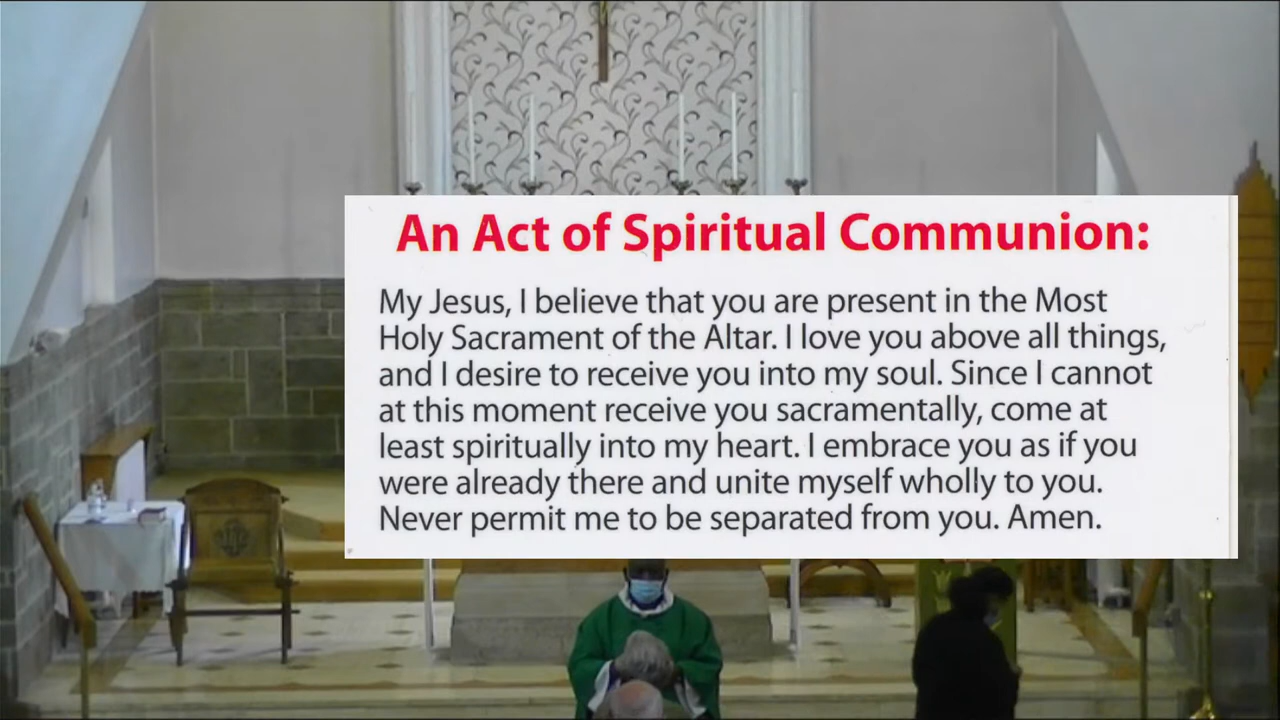 An Act of Spiritual Communion:
My Jesus, I believe that you are present in the Most
Holy Sacrament of the Altar. I love you above all things,
and I desire to receive you into my soul. Since I cannot
at this moment receive you sacramentally, come at
least spiritually into my heart. I embrace you as if you
were already there and unite myself wholly to you.
Never permit me to be separated from you. Amen.